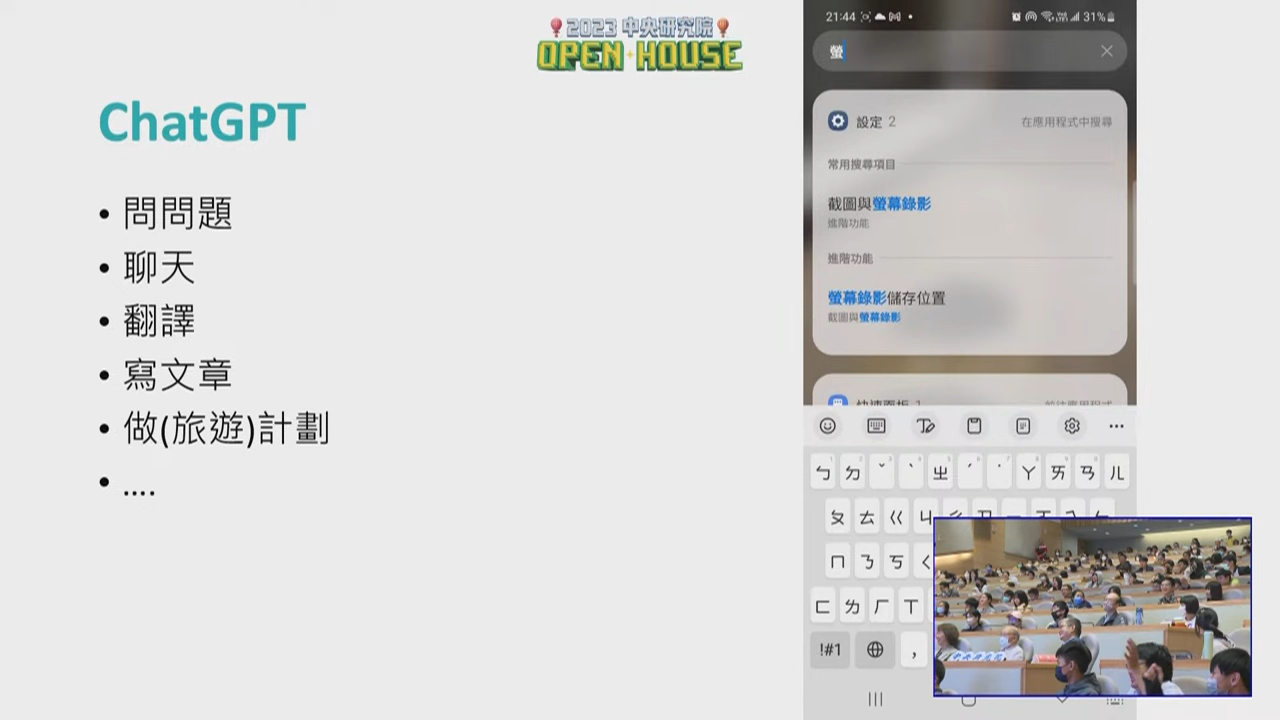 2023 中央研究院
OPEN HOUSE
ChatGPT
• 問問題
• 聊天
• 翻譯
• 寫文章
• 做(旅遊)計劃
• ....
21:44
31%
螢
設定 2
在應用程式中搜尋
常用搜尋項目
截圖與螢幕錄影
進階功能
進階功能
螢幕錄影儲存位置
截圖與螢幕錄影
ㄅ ㄉ ˇ ˋ ㄓ ˊ ˙ ㄚ ㄞ ㄢ ㄦ
ㄆ ㄊ ㄍ ㄐ
ㄇ ㄋ ㄎ ㄑ
ㄈ ㄌ ㄏ ㄒ
!#1 ,